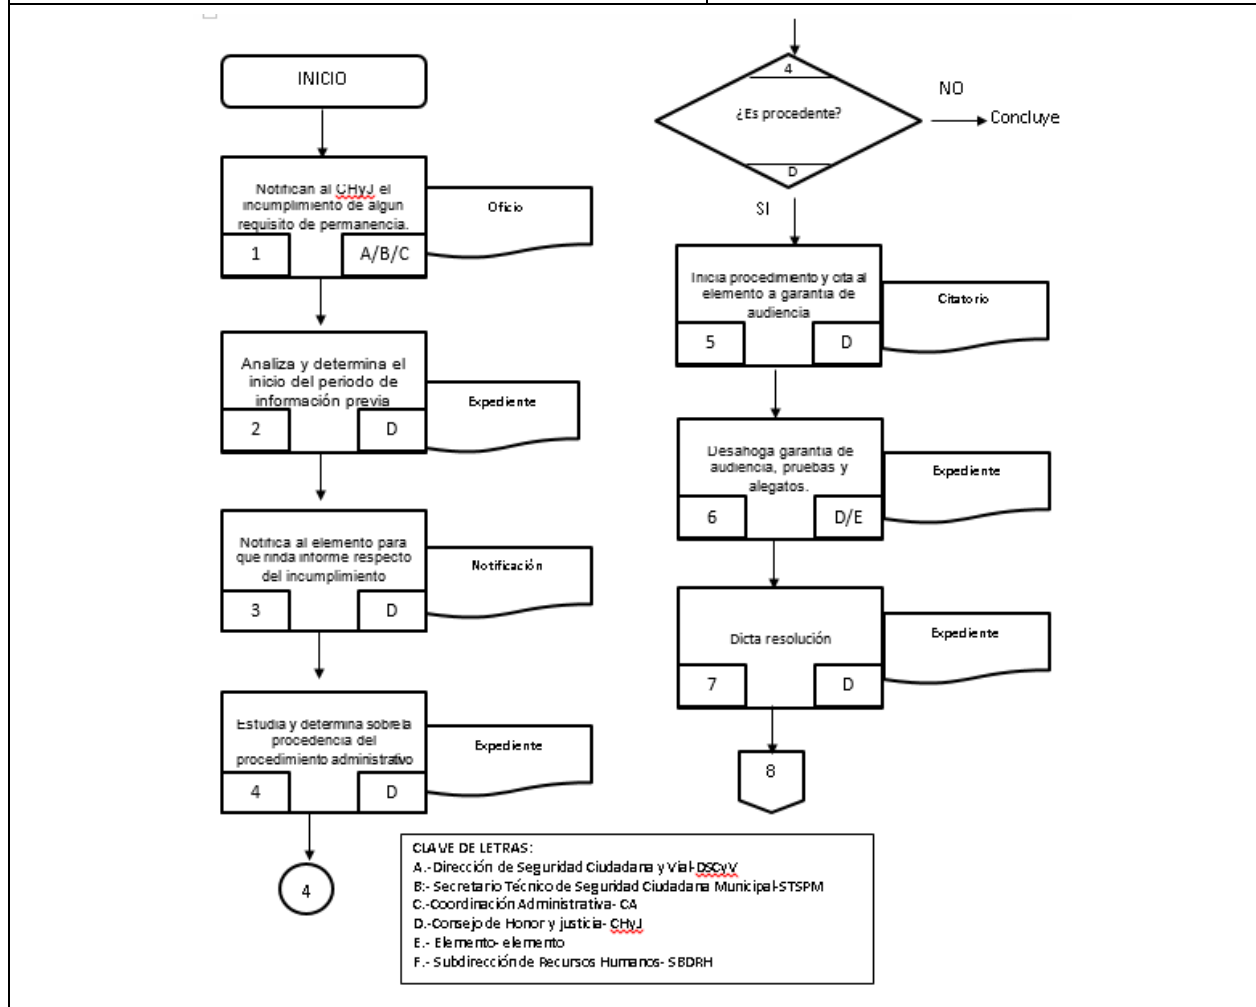 INICIO
Notifican al CHyJ el
incumplimiento de algun
requisito de permanencia.
1
A/B/C
Oficio
Analiza y determina el
inicio del periodo de
información previa
2
D
Expediente
Notifica al elemento para
que rinda informe respecto
del incumplimiento
3
D
Notificación
Estudia y determina sobre la
procedencia del
procedimiento administrativo
4
D
Expediente
4
4
¿Es procedente?
D
NO
Concluye
SI
Inicia procedimiento y cita al
elemento a garantía de
audiencia
5
D
Citatorio
Desahoga garantía de
audiencia, pruebas y
alegatos.
6
D/E
Expediente
Dicta resolución
7
D
Expediente
8
CLAVE DE LETRAS:
A.-Dirección de Seguridad Ciudadana y Vial-DSCyV
B:- Secretario Técnico de Seguridad Ciudadana Municipal-STSPM
C.-Coordinación Administrativa- CA
D.-Consejo de Honor y justicia- CHyJ
E.- Elemento- elemento
F.- Subdirección de Recursos Humanos- SBDRH